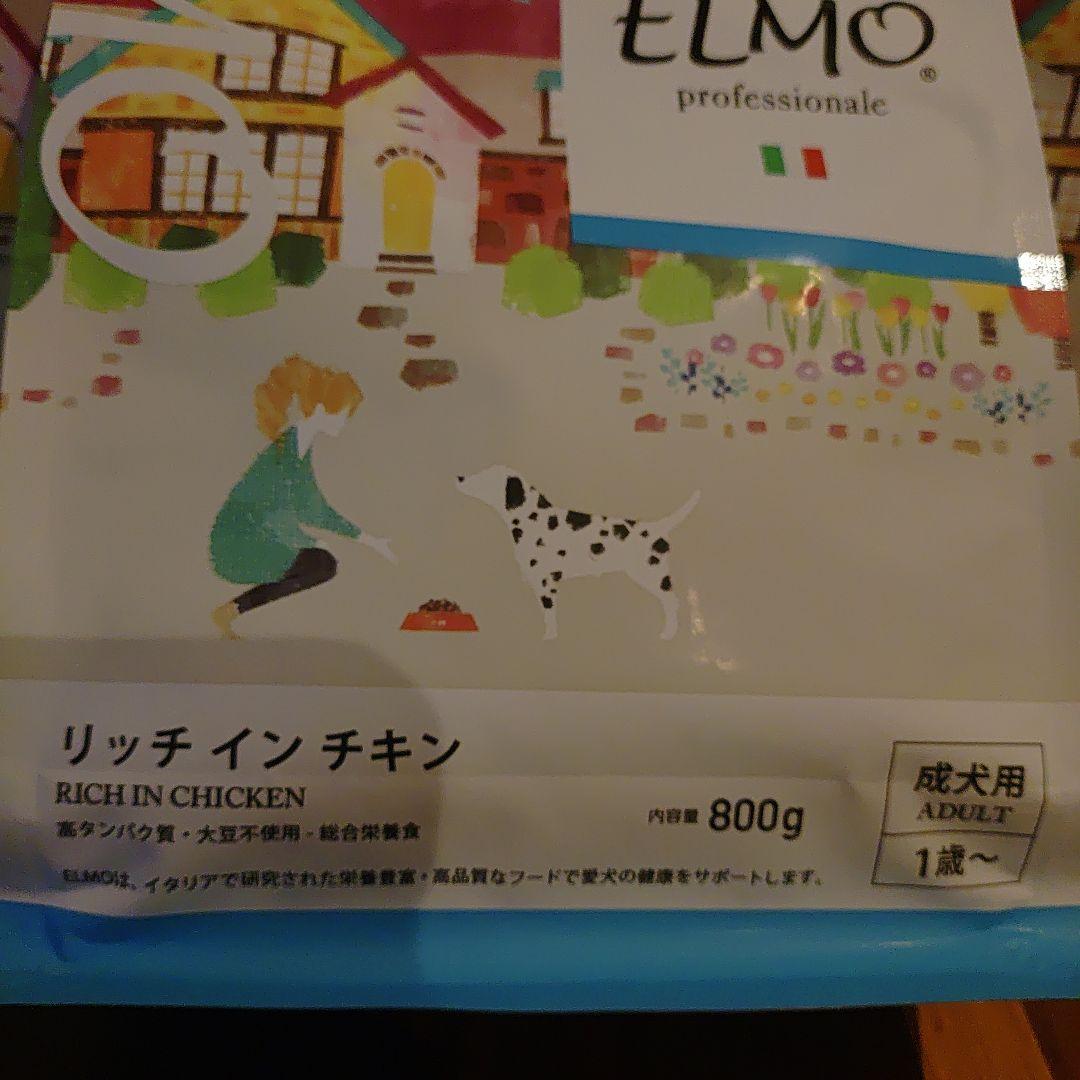 ELMO®
professionale
リッチ イン チキン
RICH IN CHICKEN
高タンパク質・大豆不使用・総合栄養食
内容量 800g
ELMOは、イタリアで研究された栄養豊富・高品質なフードで愛犬の健康をサポートします。
成犬用
ADULT
1歳～